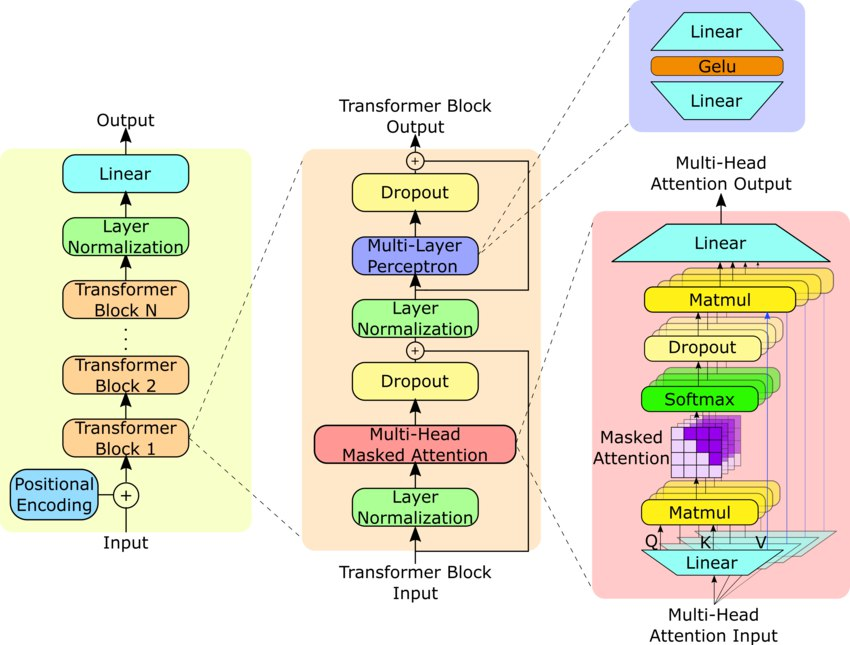 Output
Linear
Layer
Normalization
Transformer
Block N
Transformer
Block 2
Transformer
Block 1
Positional
Encoding
+
Input
Transformer Block
Output
+
Dropout
Multi-Layer
Perceptron
Layer
Normalization
+
Dropout
Multi-Head
Masked Attention
Layer
Normalization
Transformer Block
Input
Linear
Gelu
Linear
Multi-Head
Attention Output
Linear
Matmul
Dropout
Softmax
Masked
Attention
Matmul
Q K V
Linear
Multi-Head
Attention Input